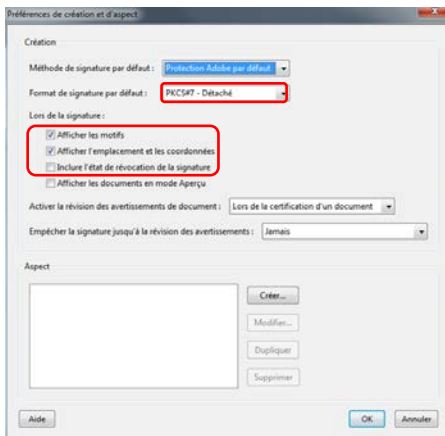 Préférences de création et d'aspect
Création
Méthode de signature par défaut : Protection Adobe par défaut
Format de signature par défaut : PKCS#7 - Détaché
Lors de la signature :
Afficher les motifs
Afficher l'emplacement et les coordonnées
Inclure l'état de révocation de la signature
Afficher les documents en mode Aperçu
Activer la révision des avertissements de document : Lors de la certification d'un document
Empêcher la signature jusqu'à la révision des avertissements : Jamais
Aspect
Créer...
Modifier...
Dupliquer
Supprimer
Aide OK Annuler